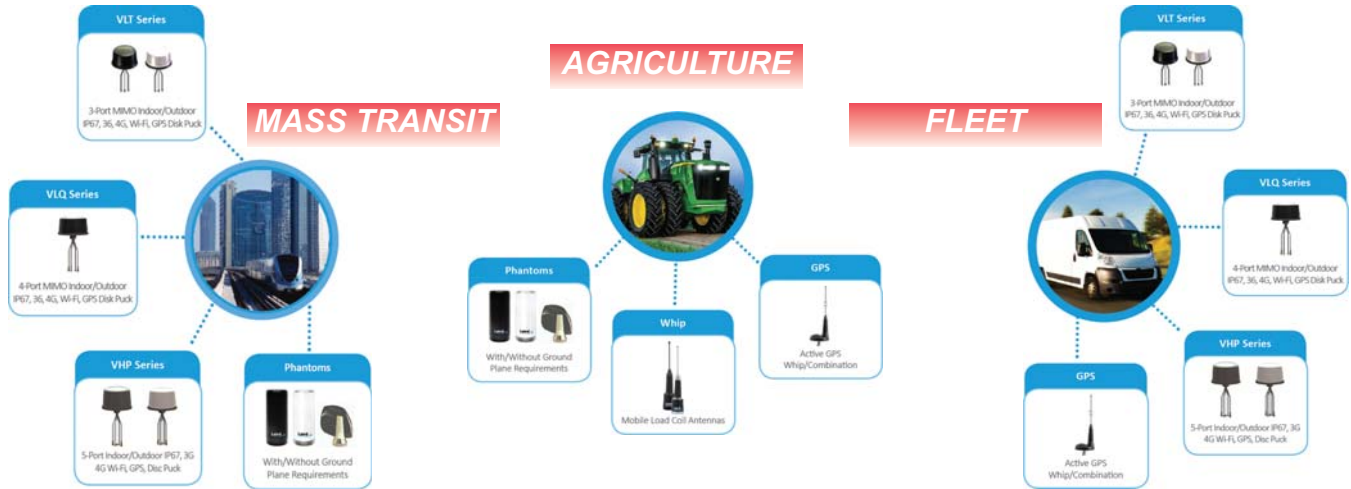 MASS TRANSIT
VLT Series
3-Port MIMO Indoor/Outdoor
IP67, 36, 4G, Wi-Fi, GPS Disk Puck
VLQ Series
4-Port MIMO Indoor/Outdoor
IP67, 36, 4G, Wi-Fi, GPS Disk Puck
VHP Series
5-Port Indoor/Outdoor IP67, 3G
4G Wi-Fi, GPS, Disc Puck
Phantoms
With/Without Ground
Plane Requirements
AGRICULTURE
Phantoms
With/Without Ground
Plane Requirements
Whip
Mobile Load Coil Antennas
GPS
Active GPS
Whip/Combination
FLEET
VLT Series
3-Port MIMO Indoor/Outdoor
IP67, 36, 4G, Wi-Fi, GPS Disk Puck
VLQ Series
4-Port MIMO Indoor/Outdoor
IP67, 36, 4G, Wi-Fi, GPS Disk Puck
VHP Series
5-Port Indoor/Outdoor IP67, 3G
4G Wi-Fi, GPS, Disc Puck
GPS
Active GPS
Whip/Combination